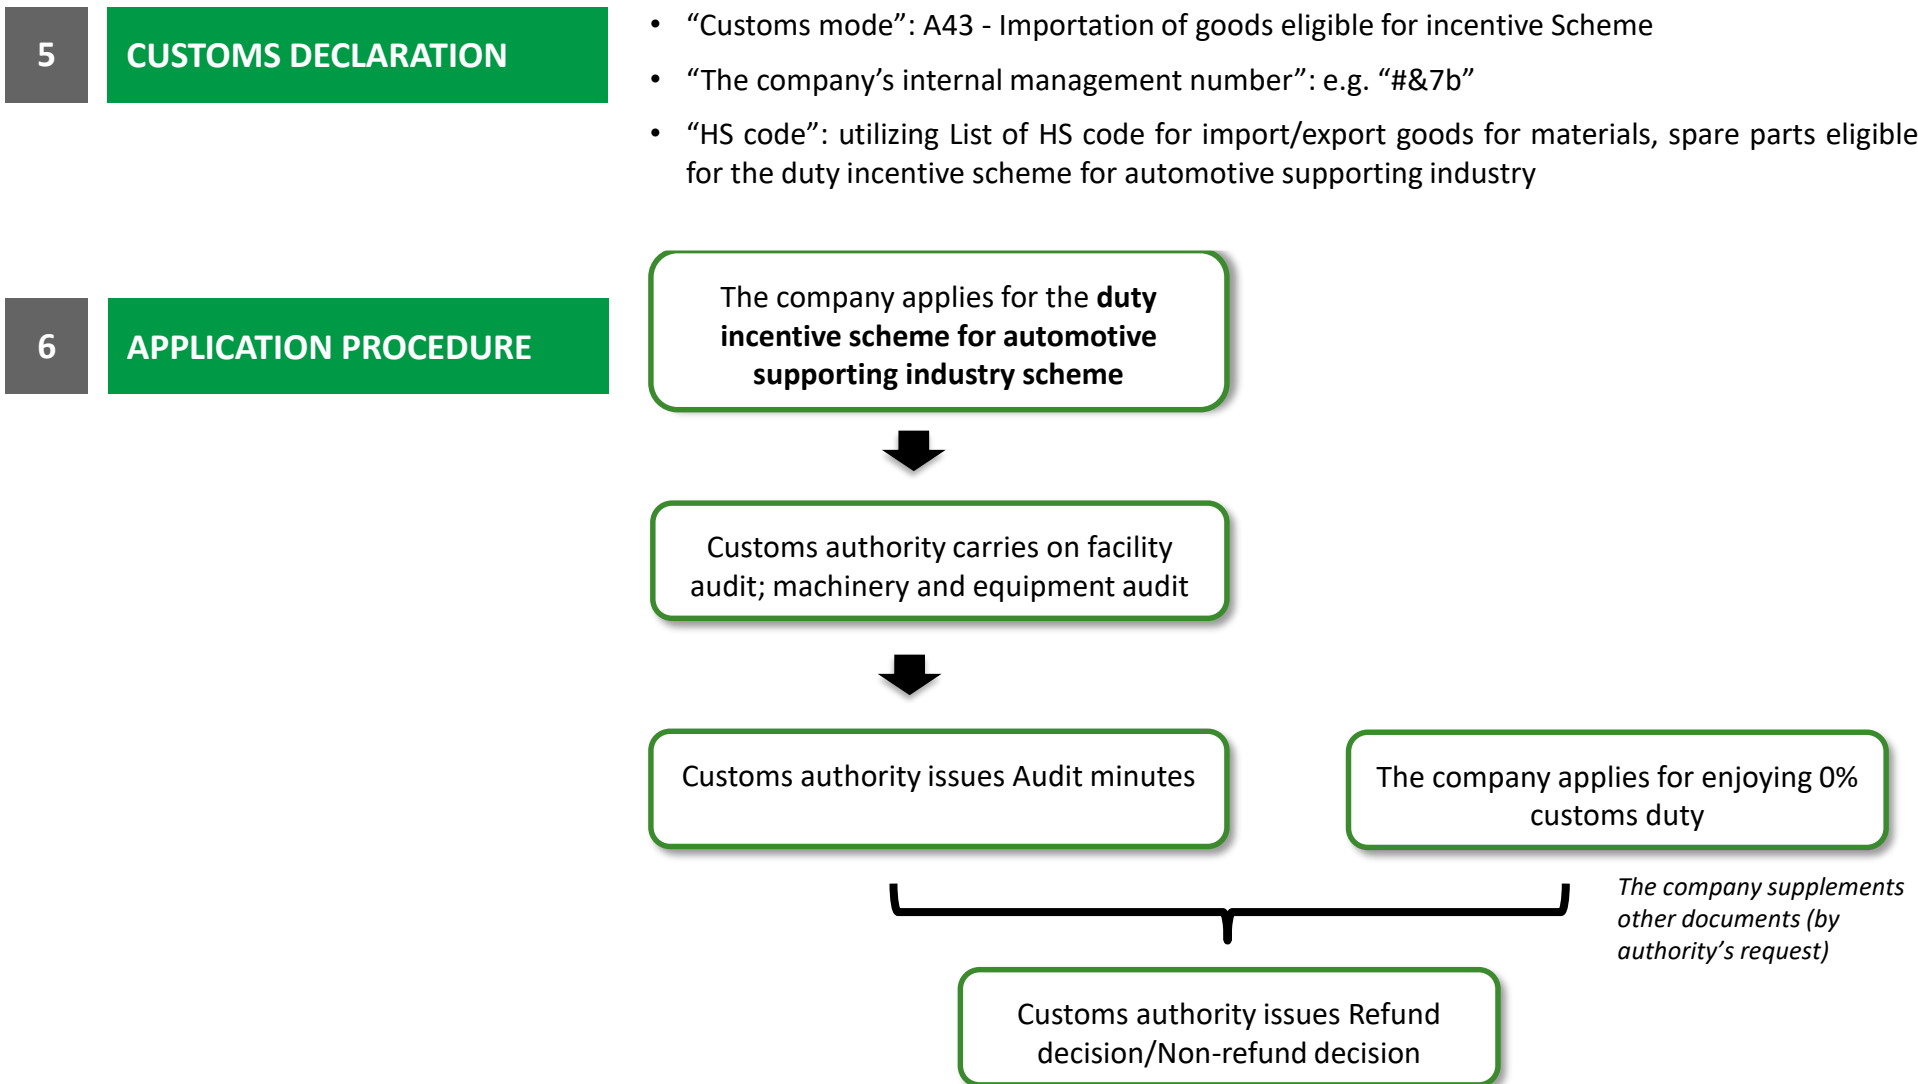 5
CUSTOMS DECLARATION
• “Customs mode”: A43 - Importation of goods eligible for incentive Scheme
• “The company’s internal management number”: e.g. “#&7b”
• “HS code”: utilizing List of HS code for import/export goods for materials, spare parts eligible
for the duty incentive scheme for automotive supporting industry
6
APPLICATION PROCEDURE
The company applies for the duty
incentive scheme for automotive
supporting industry scheme
Customs authority carries on facility
audit; machinery and equipment audit
Customs authority issues Audit minutes
The company applies for enjoying 0%
customs duty
The company supplements
other documents (by
authority’s request)
Customs authority issues Refund
decision/Non-refund decision